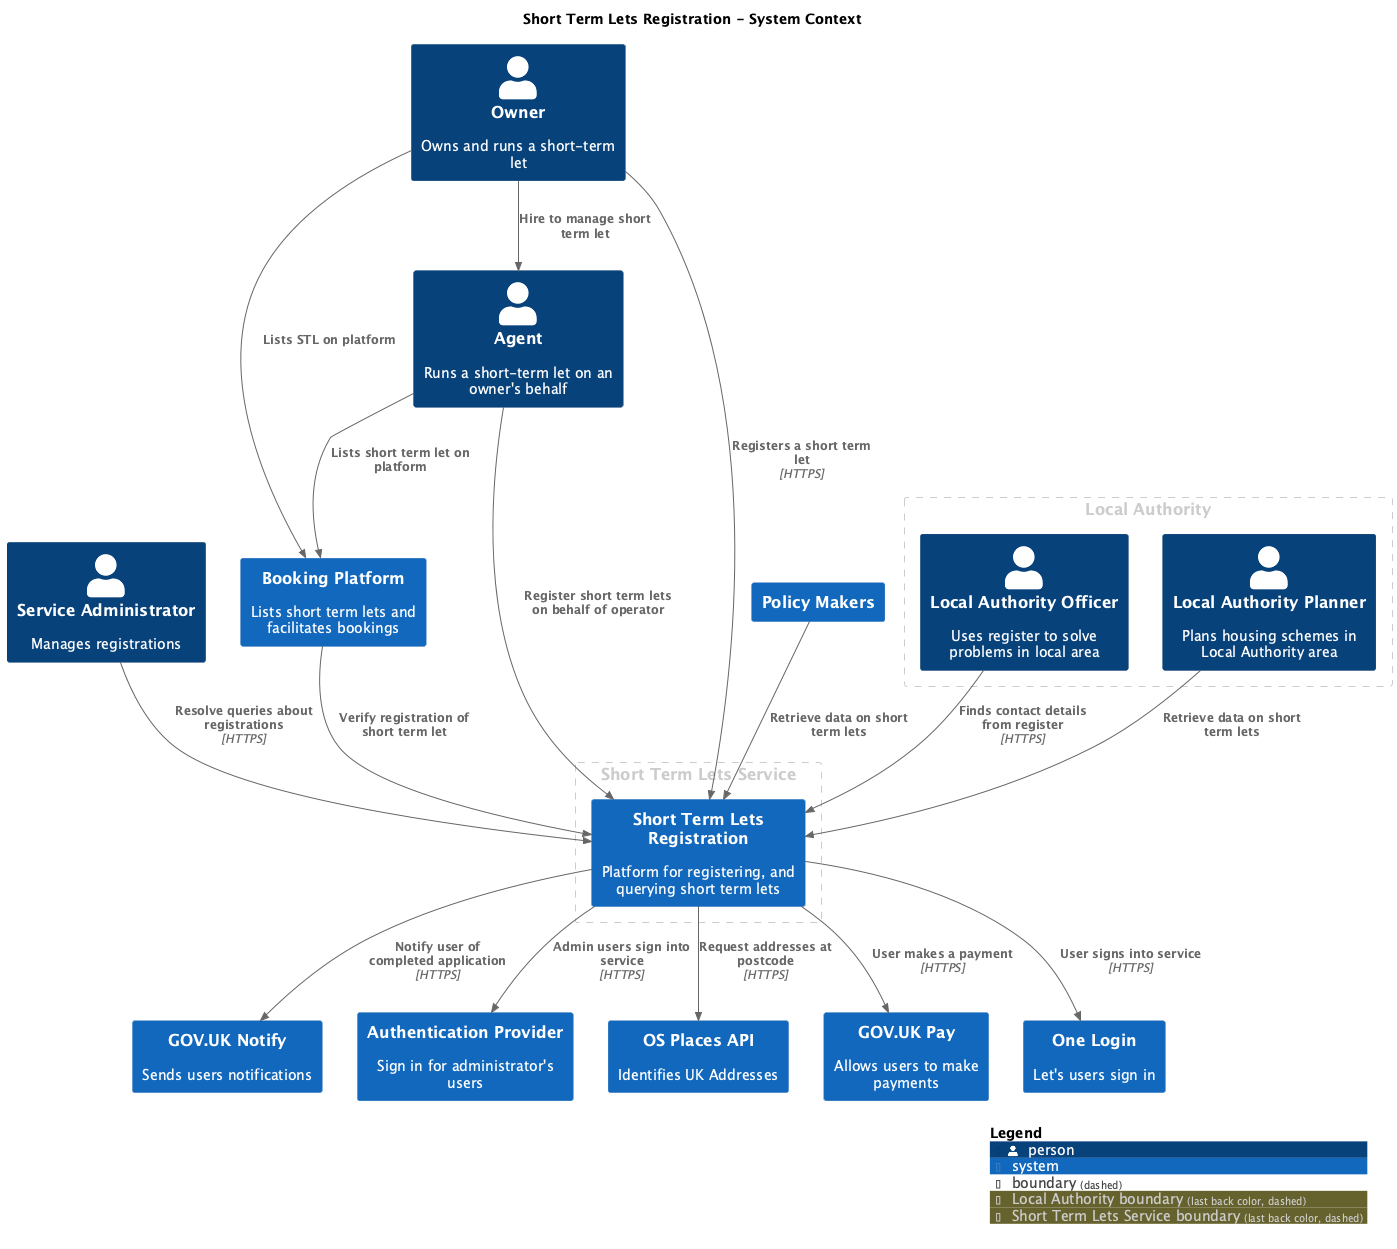 Short Term Lets Registration - System Context
Owner
Owns and runs a short-term
let
Hire to manage short
term let
Lists STL on platform
Agent
Runs a short-term let on an
owner's behalf
Lists short term let on
platform
Registers a short term
let
[HTTPS]
Local Authority
Service Administrator
Manages registrations
Booking Platform
Lists short term lets and
facilitates bookings
Register short term lets
on behalf of operator
Policy Makers
Local Authority Officer
Uses register to solve
problems in local area
Local Authority Planner
Plans housing schemes in
Local Authority area
Resolve queries about
registrations
[HTTPS]
Verify registration of
short term let
Retrieve data on short
term lets
Finds contact details
from register
[HTTPS]
Retrieve data on short
term lets
Short Term Lets Service
Short Term Lets
Registration
Platform for registering, and
querying short term lets
Notify user of
completed application
[HTTPS]
Admin users sign into
service
[HTTPS]
Request addresses at
postcode
[HTTPS]
User makes a payment
[HTTPS]
User signs into service
[HTTPS]
GOV.UK Notify
Sends users notifications
Authentication Provider
Sign in for administrator's
users
OS Places API
Identifies UK Addresses
GOV.UK Pay
Allows users to make
payments
One Login
Let's users sign in
Legend
person
system
boundary (dashed)
Local Authority boundary (last back color, dashed)
Short Term Lets Service boundary (last back color, dashed)